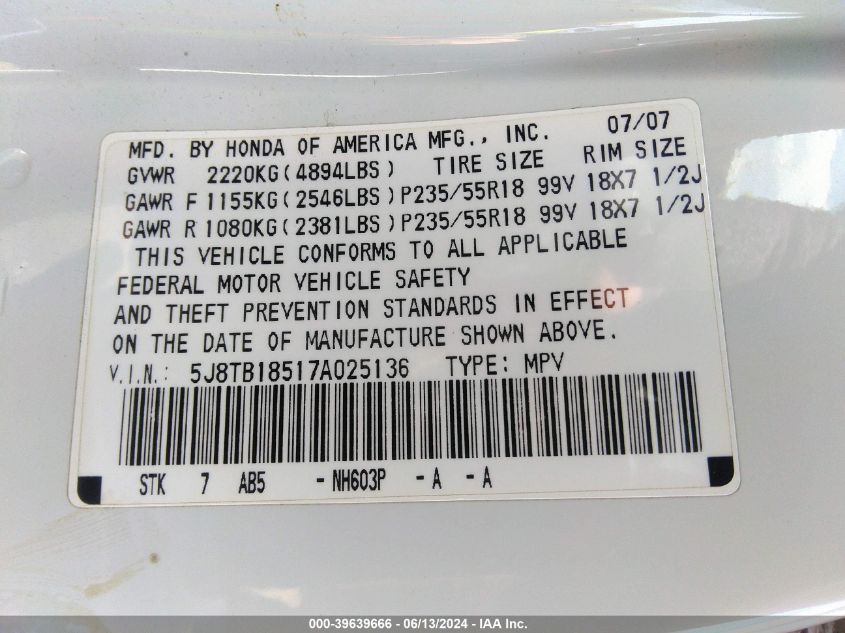 MFD. BY HONDA OF AMERICA MFG., INC. 07/07
GVWR 2220KG(4894LBS) TIRE SIZE RIM SIZE
GAWR F 1155KG(2546LBS)P235/55R18 99V 18X7 1/2J
GAWR R 1080KG(2381LBS)P235/55R18 99V 18X7 1/2J
THIS VEHICLE CONFORMS TO ALL APPLICABLE
FEDERAL MOTOR VEHICLE SAFETY
AND THEFT PREVENTION STANDARDS IN EFFECT
ON THE DATE OF MANUFACTURE SHOWN ABOVE.
V.I.N.: 5J8TB18517A025136 TYPE: MPV
STK 7 AB5 -NH603P -A -A
000-39639666 - 06/13/2024 - IAA Inc.